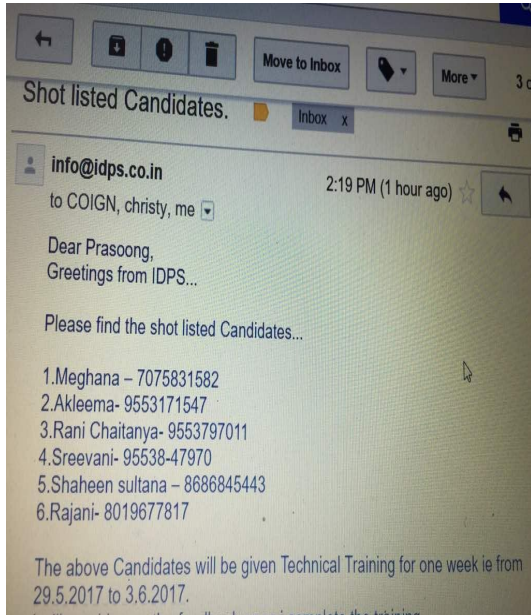 Move to Inbox
More
Shot listed Candidates.
Inbox x
info@idps.co.in
2:19 PM (1 hour ago)
to COIGN, christy, me
Dear Prasoong,
Greetings from IDPS...
Please find the shot listed Candidates...
1.Meghana – 7075831582
2.Akleema- 9553171547
3.Rani Chaitanya- 9553797011
4.Sreevani- 95538-47970
5.Shaheen sultana – 8686845443
6.Rajani- 8019677817
The above Candidates will be given Technical Training for one week ie from
29.5.2017 to 3.6.2017.